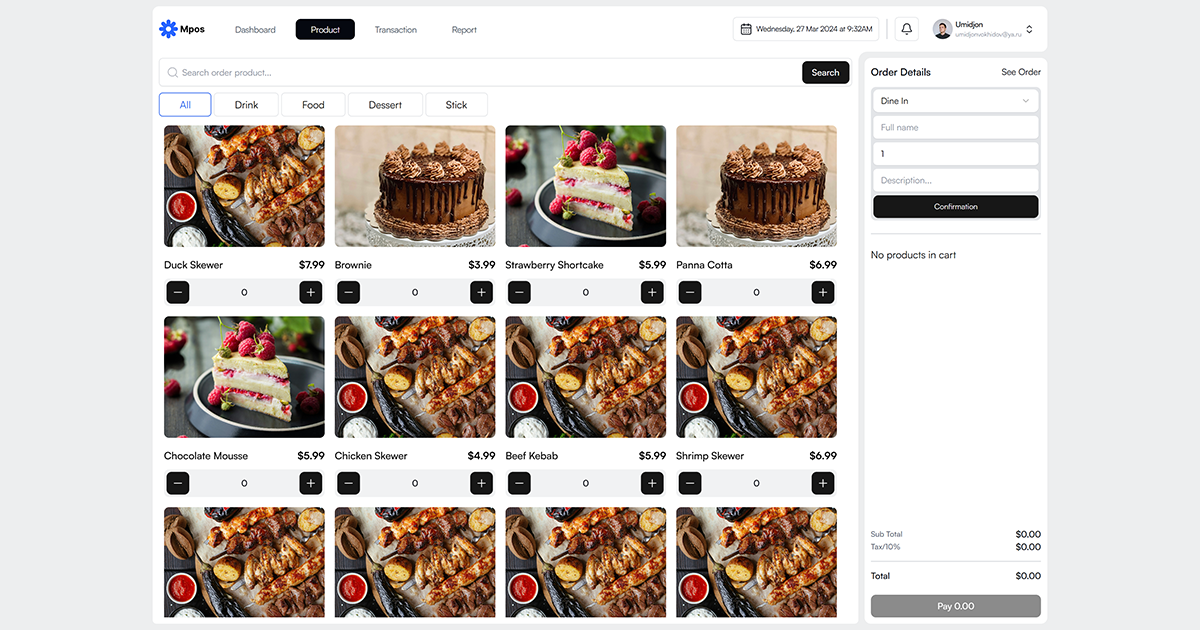 Mpos
Dashboard
Product
Transaction
Report
Wednesday, 27 Mar 2024 at 9:32AM
Umidjon
umidjonvokhidov@ya.ru
Search order product...
Search
All
Drink
Food
Dessert
Stick
Duck Skewer $7.99
Brownie $3.99
Strawberry Shortcake $5.99
Panna Cotta $6.99
0
0
0
0
Chocolate Mousse $5.99
Chicken Skewer $4.99
Beef Kebab $5.99
Shrimp Skewer $6.99
0
0
0
0
Order Details
See Order
Dine In
Full name
1
Description...
Confirmation
No products in cart
Sub Total $0.00
Tax/10% $0.00
Total $0.00
Pay 0.00